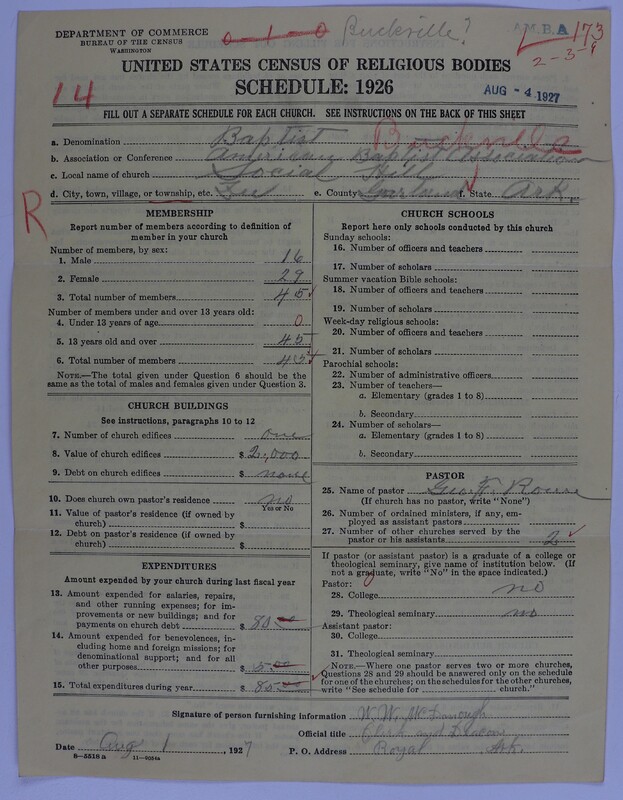 DEPARTMENT OF COMMERCE
BUREAU OF THE CENSUS
WASHINGTON
0-1-0 Buckville?
A.M.B.A 173
2-3-9
UNITED STATES CENSUS OF RELIGIOUS BODIES
SCHEDULE: 1926
14
AUG -4 1927
FILL OUT A SEPARATE SCHEDULE FOR EACH CHURCH. SEE INSTRUCTIONS ON THE BACK OF THIS SHEET
a. Denomination Baptist Buckville
b. Association or Conference American Baptist Association
c. Local name of church Social Hill
d. City, town, village, or township, etc. e. County Garland f. State Ark
R
MEMBERSHIP
Report number of members according to definition of
member in your church
Number of members, by sex:
1. Male 16
2. Female 29
3. Total number of members 45
Number of members under and over 13 years old:
4. Under 13 years of age 0
5. 13 years old and over 45
6. Total number of members 45
NOTE.—The total given under Question 6 should be
same as the total of males and females given under Question 3.
CHURCH BUILDINGS
See instructions, paragraphs 10 to 12
7. Number of church edifices one
8. Value of church edifices $ 2,000
9. Debt on church edifices $ none
10. Does church own pastor's residence no
Yes or No
11. Value of pastor's residence (if owned by
church) $
12. Debt on pastor's residence (if owned by
church) $
EXPENDITURES
Amount expended by your church during last fiscal year
13. Amount expended for salaries, repairs,
and other running expenses; for im-
provements or new buildings; and for
payments on church debt $ 80
14. Amount expended for benevolences, in-
cluding home and foreign missions; for
denominational support; and for all
other purposes $ 5.00
15. Total expenditures during year $ 85
CHURCH SCHOOLS
Report here only schools conducted by this church
Sunday schools:
16. Number of officers and teachers
17. Number of scholars
Summer vacation Bible schools:
18. Number of officers and teachers
19. Number of scholars
Week-day religious schools:
20. Number of officers and teachers
21. Number of scholars
Parochial schools:
22. Number of administrative officers
23. Number of teachers—
a. Elementary (grades 1 to 8)
b. Secondary
24. Number of scholars—
a. Elementary (grades 1 to 8)
b. Secondary
PASTOR
25. Name of pastor Geo. F.
(If church has no pastor, write "None")
26. Number of ordained ministers, if any, em-
ployed as assistant pastors
27. Number of other churches served by the
pastor or his assistants 2
If pastor (or assistant pastor) is a graduate of a college or
theological seminary, give name of institution below. (If
not a graduate, write "No" in the space indicated.)
Pastor:
28. College no
29. Theological seminary no
Assistant pastor:
30. College
31. Theological seminary
NOTE.—Where one pastor serves two or more churches,
Questions 28 and 29 should be answered only on the schedule
for one of the churches; on the schedules for the other churches,
write "See schedule for church."
Signature of person furnishing information W. W. McDonough
Official title Clerk and Deacon
Date Aug 1, 1927 P. O. Address Royal Ark.
8—5518a 11—9054a